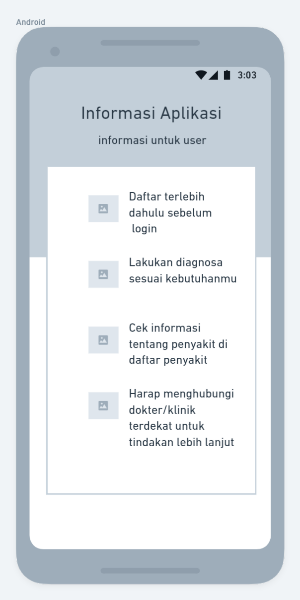 Android
3:03
Informasi Aplikasi
informasi untuk user
Daftar terlebih
dahulu sebelum
login
Lakukan diagnosa
sesuai kebutuhanmu
Cek informasi
tentang penyakit di
daftar penyakit
Harap menghubungi
dokter/klinik
terdekat untuk
tindakan lebih lanjut